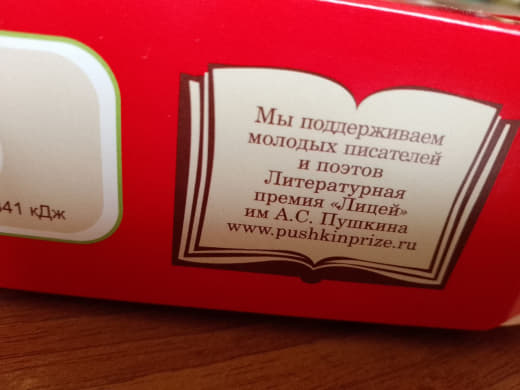 Мы поддерживаем
молодых писателей
и поэтов
Литературная
премия «Лицей»
им А.С. Пушкина
www.pushkinprize.ru
41 кДж